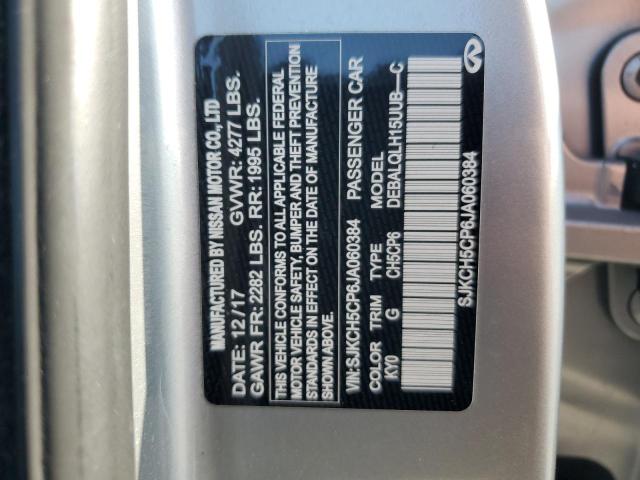 MANUFACTURED BY NISSAN MOTOR CO., LTD
DATE: 12/17 GVWR: 4277 LBS.
GAWR FR: 2282 LBS. RR: 1995 LBS.
THIS VEHICLE CONFORMS TO ALL APPLICABLE FEDERAL
MOTOR VEHICLE SAFETY, BUMPER AND THEFT PREVENTION
STANDARDS IN EFFECT ON THE DATE OF MANUFACTURE
SHOWN ABOVE.
VIN: SJKCH5CP6JA060384 PASSENGER CAR
COLOR TRIM TYPE MODEL
KY0 G CH5CP6 DEBALQLH15UUB—C
SJKCH5CP6JA060384